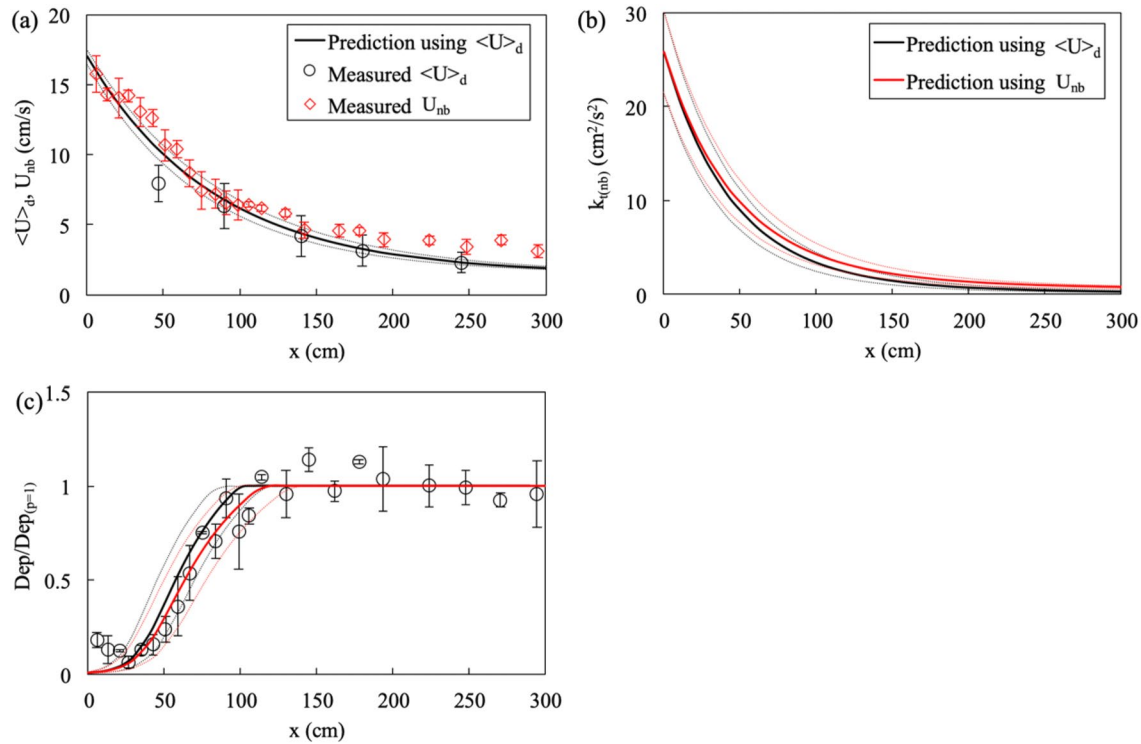 (a)
20
15
10
5
0
<U>d, Unb (cm/s)
Prediction using <U>d
Measured <U>d
Measured Unb
0 50 100 150 200 250 300
x (cm)
(b)
30
20
10
0
kt(nb) (cm²/s²)
Prediction using <U>d
Prediction using Unb
0 50 100 150 200 250 300
x (cm)
(c)
1.5
1
0.5
0
Dep/Dep(p=1)
0 50 100 150 200 250 300
x (cm)